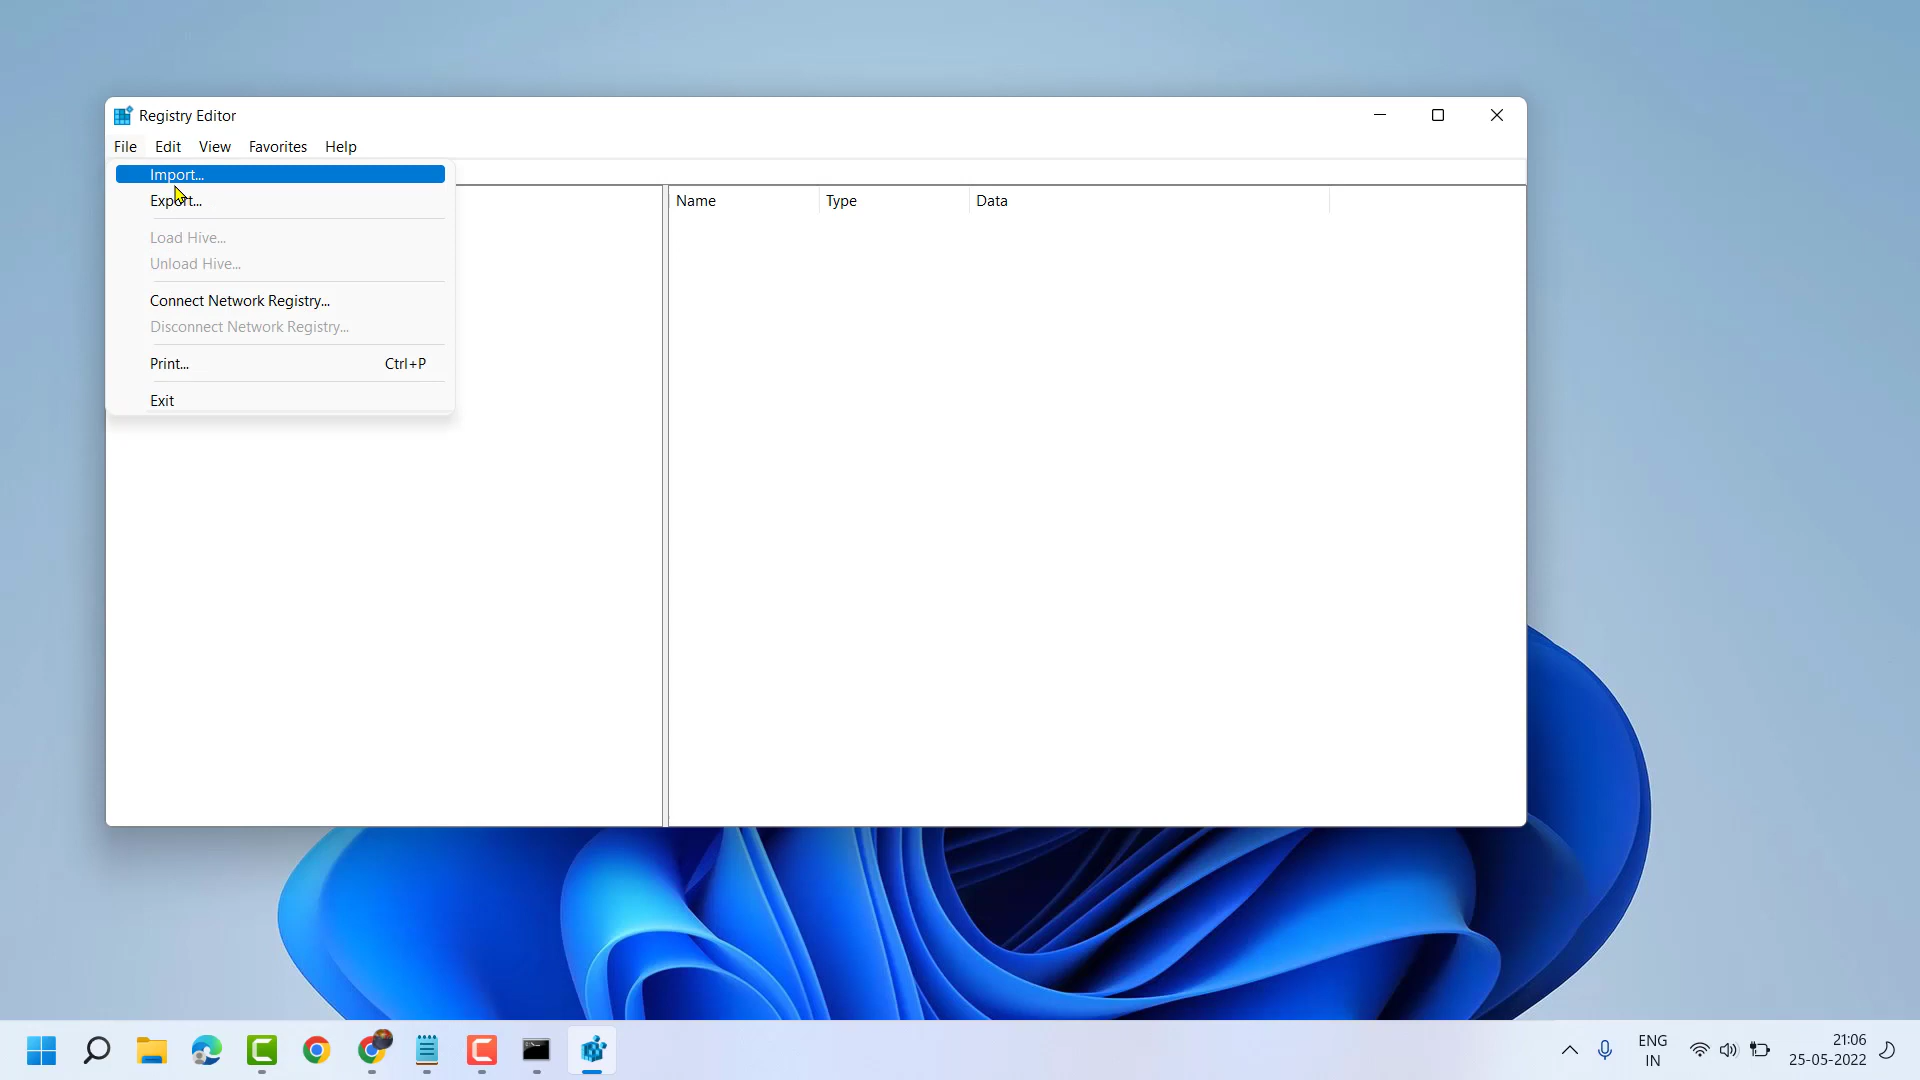 Registry Editor
File Edit View Favorites Help
Import...
Export...
Load Hive...
Unload Hive...
Connect Network Registry...
Disconnect Network Registry...
Print... Ctrl+P
Exit
Name Type Data
ENG
IN
21:06
25-05-2022